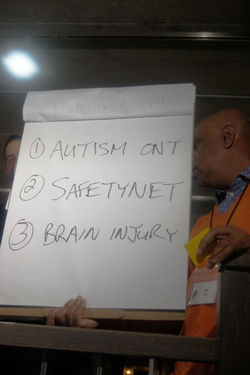 ① AUTISM ONT
② SAFETYNET
③ BRAIN INJURY